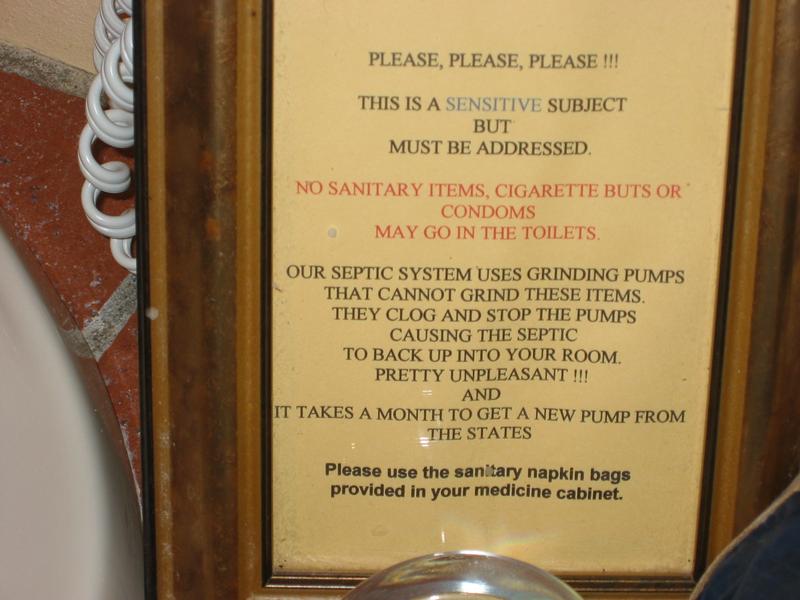 PLEASE, PLEASE, PLEASE !!!
THIS IS A SENSITIVE SUBJECT
BUT
MUST BE ADDRESSED.
NO SANITARY ITEMS, CIGARETTE BUTS OR
CONDOMS
MAY GO IN THE TOILETS.
OUR SEPTIC SYSTEM USES GRINDING PUMPS
THAT CANNOT GRIND THESE ITEMS.
THEY CLOG AND STOP THE PUMPS
CAUSING THE SEPTIC
TO BACK UP INTO YOUR ROOM.
PRETTY UNPLEASANT !!!
AND
IT TAKES A MONTH TO GET A NEW PUMP FROM
THE STATES
Please use the sanitary napkin bags
provided in your medicine cabinet.